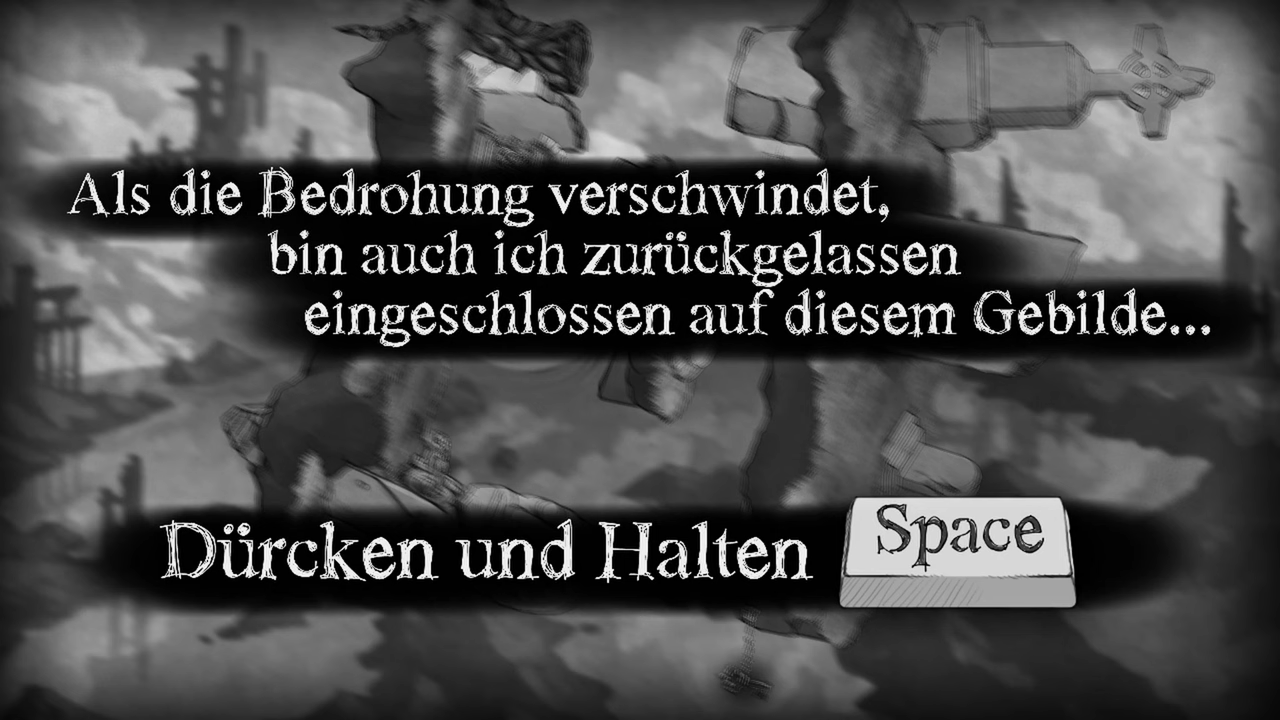 Als die Bedrohung verschwindet,
bin auch ich zurückgelassen
eingeschlossen auf diesem Gebilde...
Dürcken und Halten Space